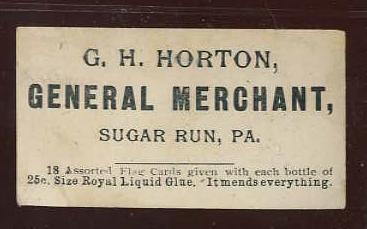 G. H. HORTON,
GENERAL MERCHANT,
SUGAR RUN, PA.
18 Assorted Flag Cards given with each bottle of
25c. Size Royal Liquid Glue. "It mends everything.